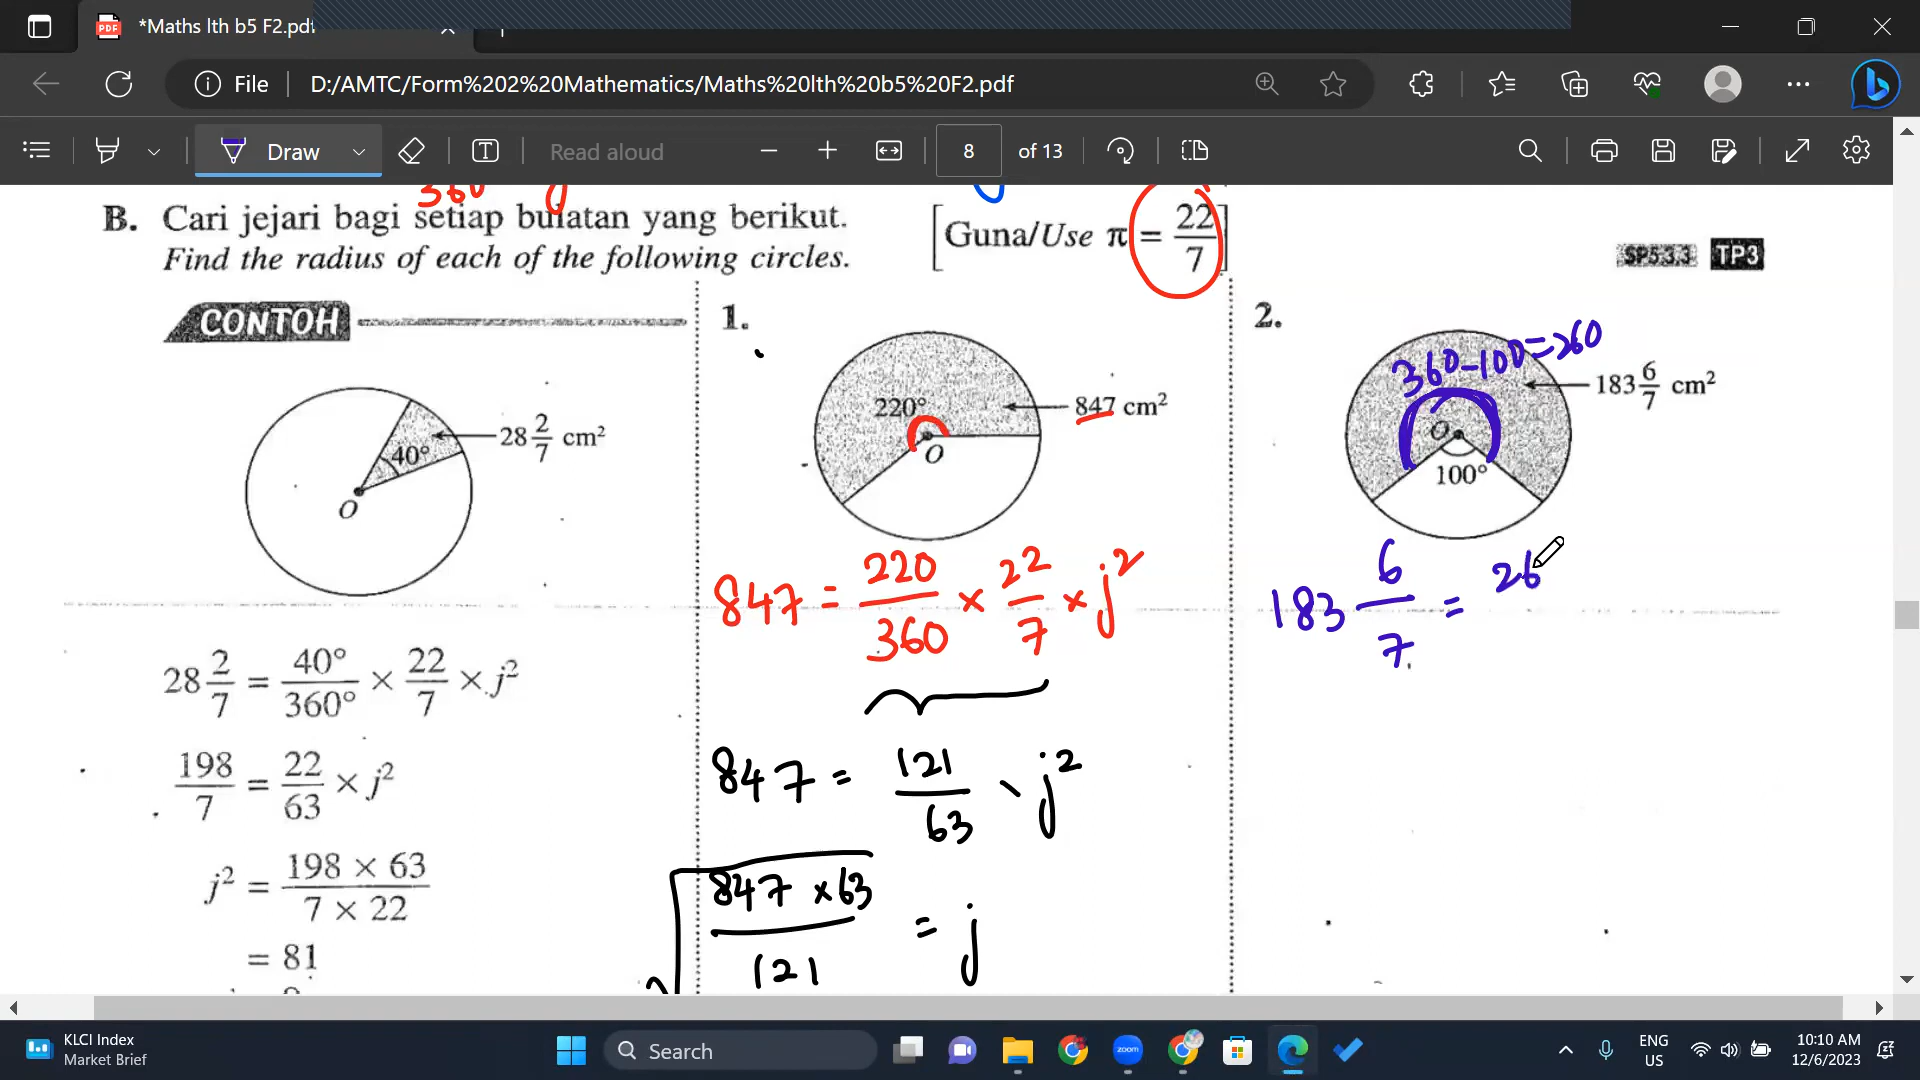 *Maths lth b5 F2.pdf
File
D:/AMTC/Form%202%20Mathematics/Maths%20lth%20b5%20F2.pdf
Draw
Read aloud
8
of 13
360 j
B. Cari jejari bagi setiap bulatan yang berikut.
Find the radius of each of the following circles.
[Guna/Use π = 22/7]
SP5.3.3 TP3
CONTOH
40°
O
28 2/7 cm²
28 2/7 = 40°/360° × 22/7 × j²
198/7 = 22/63 × j²
j² = 198 × 63 / 7 × 22
= 81
1.
220°
O
847 cm²
847 = 220/360 × 22/7 × j²
847 = 121/63 × j²
√(847 × 63 / 121) = j
2.
360-100=260
O
100°
183 6/7 cm²
183 6/7 = 26
KLCI Index
Market Brief
Search
zoom
ENG
US
10:10 AM
12/6/2023